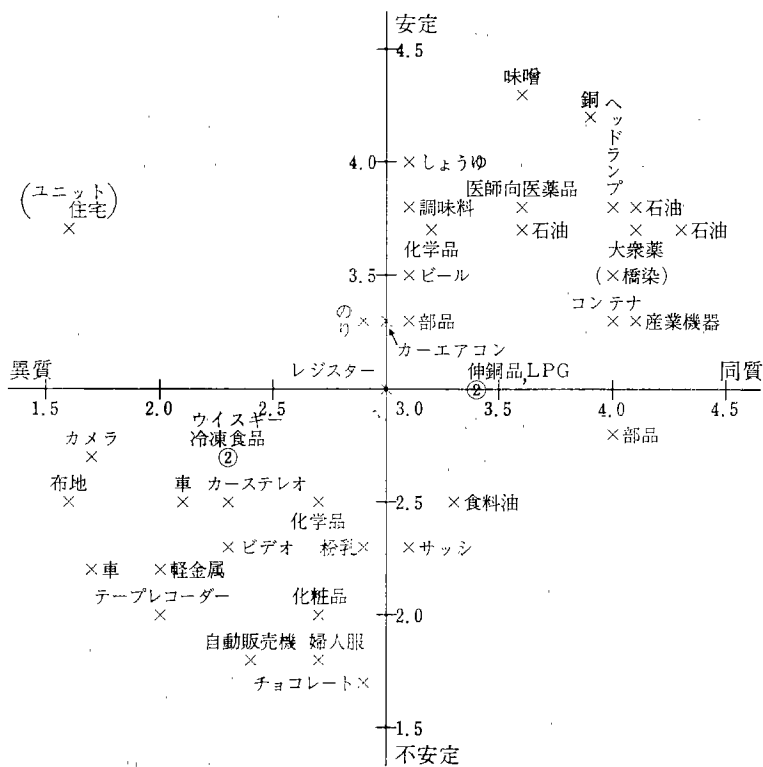 安定
4.5
味噌
銅
ヘッドランプ
4.0
しょうゆ
(ユニット
住宅)
医師向医薬品
調味料
石油
化学品
石油
大衆薬
石油
3.5
ビール
(橋染)
コンテナ
のり
部品
産業機器
カーエアコン
レジスター
伸銅品,LPG
異質
同質
②
1.5
2.0
2.5
3.0
3.5
4.0
4.5
ウイスキー
冷凍食品
②
カメラ
部品
布地
車
カーステレオ
2.5
食料油
化学品
ビデオ
粉乳
サッシ
車
軽金属
テープレコーダー
化粧品
2.0
自動販売機
婦人服
チョコレート
1.5
不安定